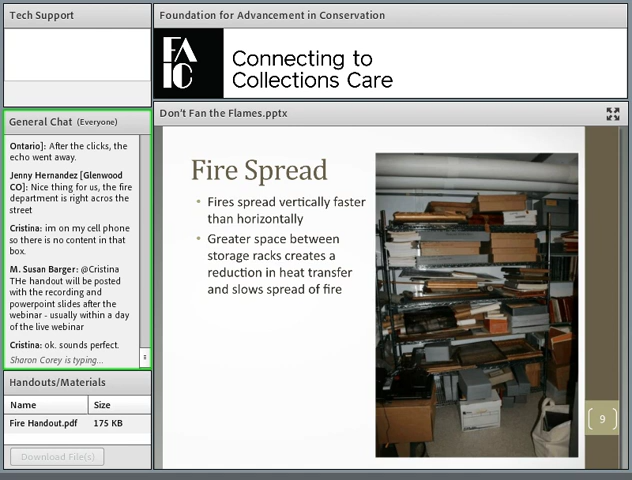 Tech Support
Foundation for Advancement in Conservation
FA
IC
Connecting to
Collections Care
General Chat (Everyone)
Ontario]: After the clicks, the
echo went away.
Jenny Hernandez [Glenwood
CO]: Nice thing for us, the fire
department is right acros the
street
Cristina: im on my cell phone
so there is no content in that
box.
M. Susan Barger: @Cristina
THe handout will be posted
with the recording and
powerpoint slides after the
webinar - usually within a day
of the live webinar
Cristina: ok. sounds perfect.
Sharon Corey is typing...
Handouts/Materials
Name Size
Fire Handout.pdf 175 KB
Download File(s)
Don't Fan the Flames.pptx
Fire Spread
• Fires spread vertically faster
than horizontally
• Greater space between
storage racks creates a
reduction in heat transfer
and slows spread of fire
9